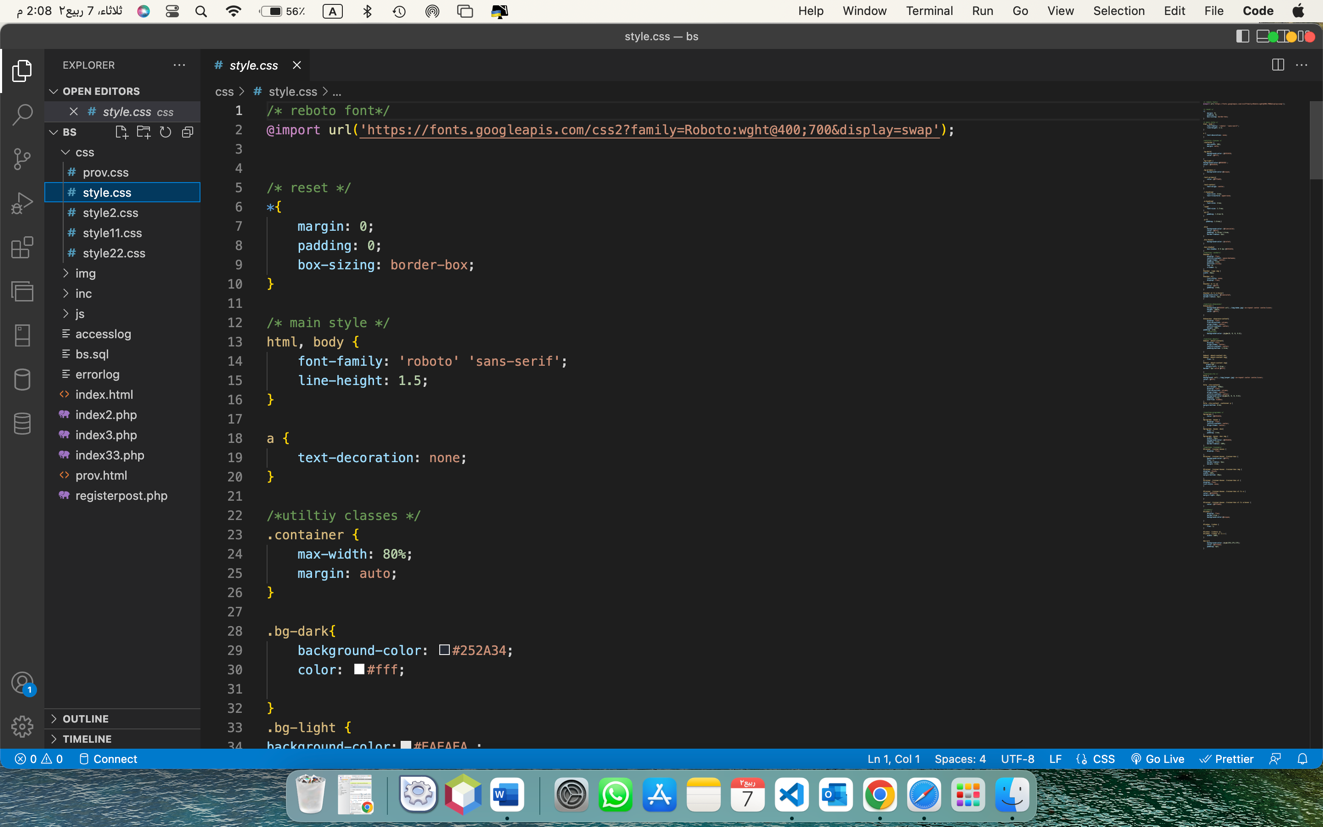 ثلاثاء، 7 ربيع٢ 2:08 م
56%
A
Help Window Terminal Run Go View Selection Edit File Code
style.css — bs
EXPLORER
OPEN EDITORS
style.css css
BS
css
prov.css
style.css
style2.css
style11.css
style22.css
img
inc
js
accesslog
bs.sql
errorlog
index.html
index2.php
index3.php
index33.php
prov.html
registerpost.php
OUTLINE
TIMELINE
# style.css
css > # style.css > ...
1 /* reboto font*/
2 @import url('https://fonts.googleapis.com/css2?family=Roboto:wght@400;700&display=swap');
3
4
5 /* reset */
6 *{
7 margin: 0;
8 padding: 0;
9 box-sizing: border-box;
10 }
11
12 /* main style */
13 html, body {
14 font-family: 'roboto' 'sans-serif';
15 line-height: 1.5;
16 }
17
18 a {
19 text-decoration: none;
20 }
21
22 /*utiltiy classes */
23 .container {
24 max-width: 80%;
25 margin: auto;
26 }
27
28 .bg-dark{
29 background-color: #252A34;
30 color: #fff;
31
32 }
33 .bg-light {
34 background-color: #EAEAEA ;
1
0 0 Connect
Ln 1, Col 1 Spaces: 4 UTF-8 LF CSS Go Live Prettier
W
ربيع٢
7